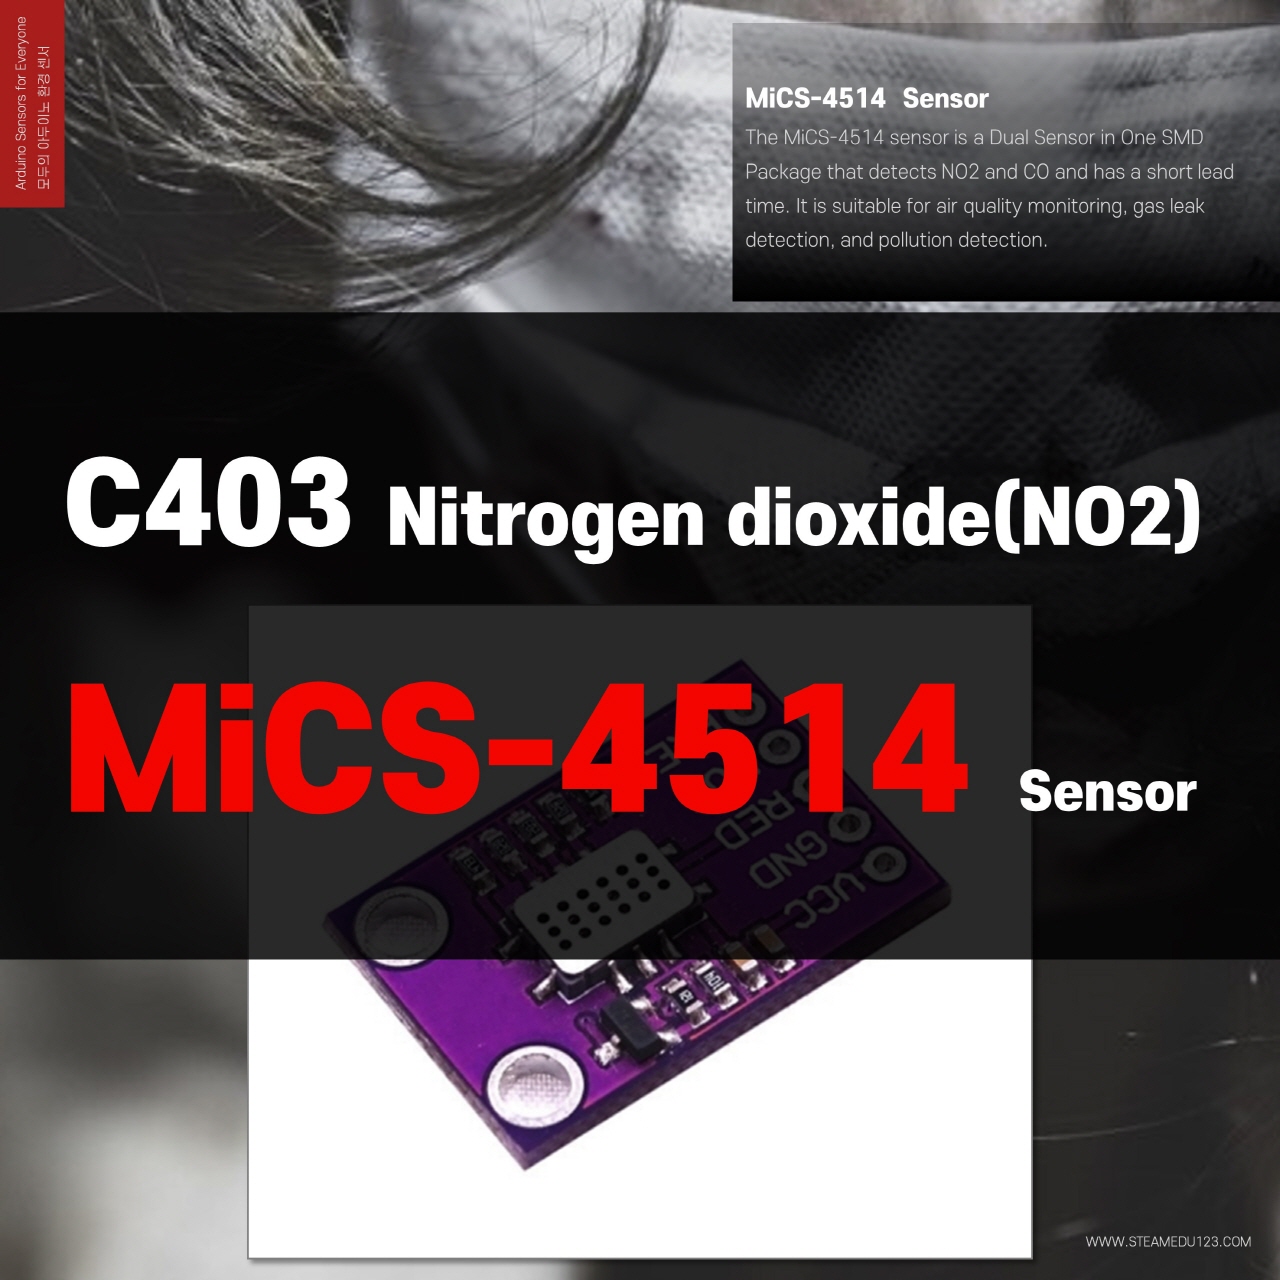 Arduino Sensors for Everyone
모두의 아두이노 환경 센서
MiCS-4514 Sensor
The MiCS-4514 sensor is a Dual Sensor in One SMD
Package that detects NO2 and CO and has a short lead
time. It is suitable for air quality monitoring, gas leak
detection, and pollution detection.
C403 Nitrogen dioxide(NO2)
MiCS-4514 Sensor
RED
GND
VCC
WWW.STEAMEDU123.COM